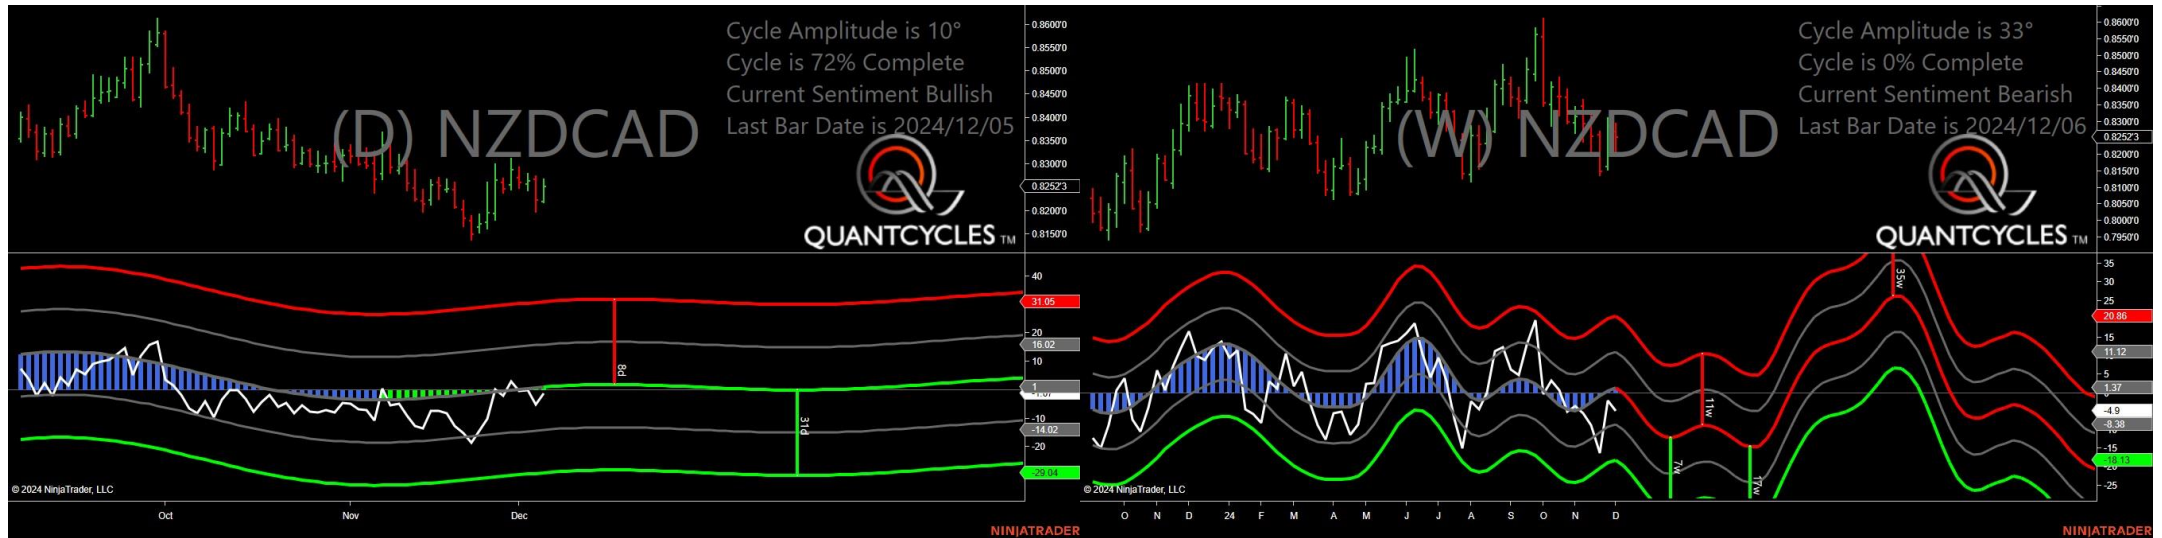 Cycle Amplitude is 10°
Cycle is 72% Complete
Current Sentiment Bullish
Last Bar Date is 2024/12/05
(D) NZDCAD
QUANTCYCLES TM
0.8600'0
0.8550'0
0.8500'0
0.8450'0
0.8400'0
0.8350'0
0.8300'0
0.8252'3
0.8200'0
0.8150'0
40
31.05
20
16.02
10
1
-10
-14.02
-20
-29.04
8d
31d
© 2024 NinjaTrader, LLC
Oct Nov Dec
NINJATRADER
Cycle Amplitude is 33°
Cycle is 0% Complete
Current Sentiment Bearish
Last Bar Date is 2024/12/06
(W) NZDCAD
QUANTCYCLES TM
0.8600'0
0.8550'0
0.8500'0
0.8450'0
0.8400'0
0.8350'0
0.8300'0
0.8252'3
0.8200'0
0.8150'0
0.8100'0
0.8050'0
0.8000'0
0.7950'0
35
30
25
20.86
15
11.12
5
1.37
-4.9
-8.38
-15
-18.13
-25
35w
11w
7w
17w
© 2024 NinjaTrader, LLC
O N D 24 F M A M J J A S O N D
NINJATRADER